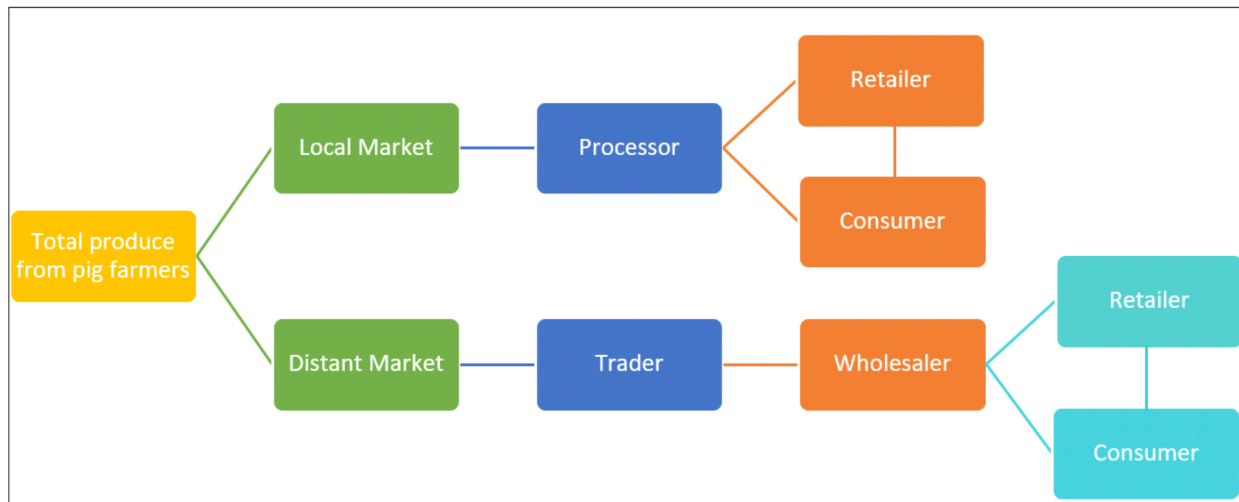 Total produce
from pig farmers
Local Market
Processor
Retailer
Consumer
Distant Market
Trader
Wholesaler
Retailer
Consumer